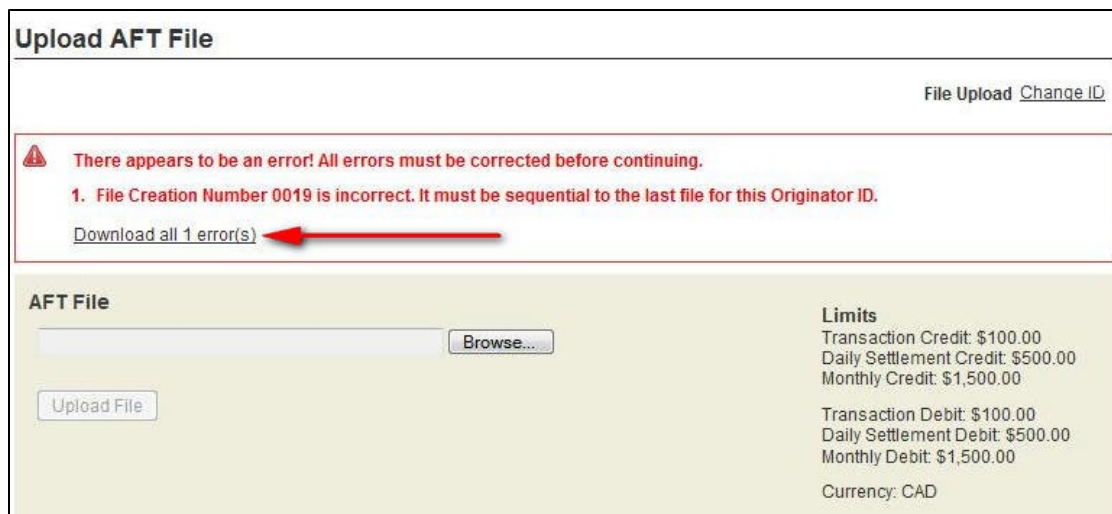 Upload AFT File
File Upload Change ID
There appears to be an error! All errors must be corrected before continuing.
1. File Creation Number 0019 is incorrect. It must be sequential to the last file for this Originator ID.
Download all 1 error(s)
AFT File
Browse...
Upload File
Limits
Transaction Credit: $100.00
Daily Settlement Credit: $500.00
Monthly Credit: $1,500.00
Transaction Debit: $100.00
Daily Settlement Debit: $500.00
Monthly Debit: $1,500.00
Currency: CAD